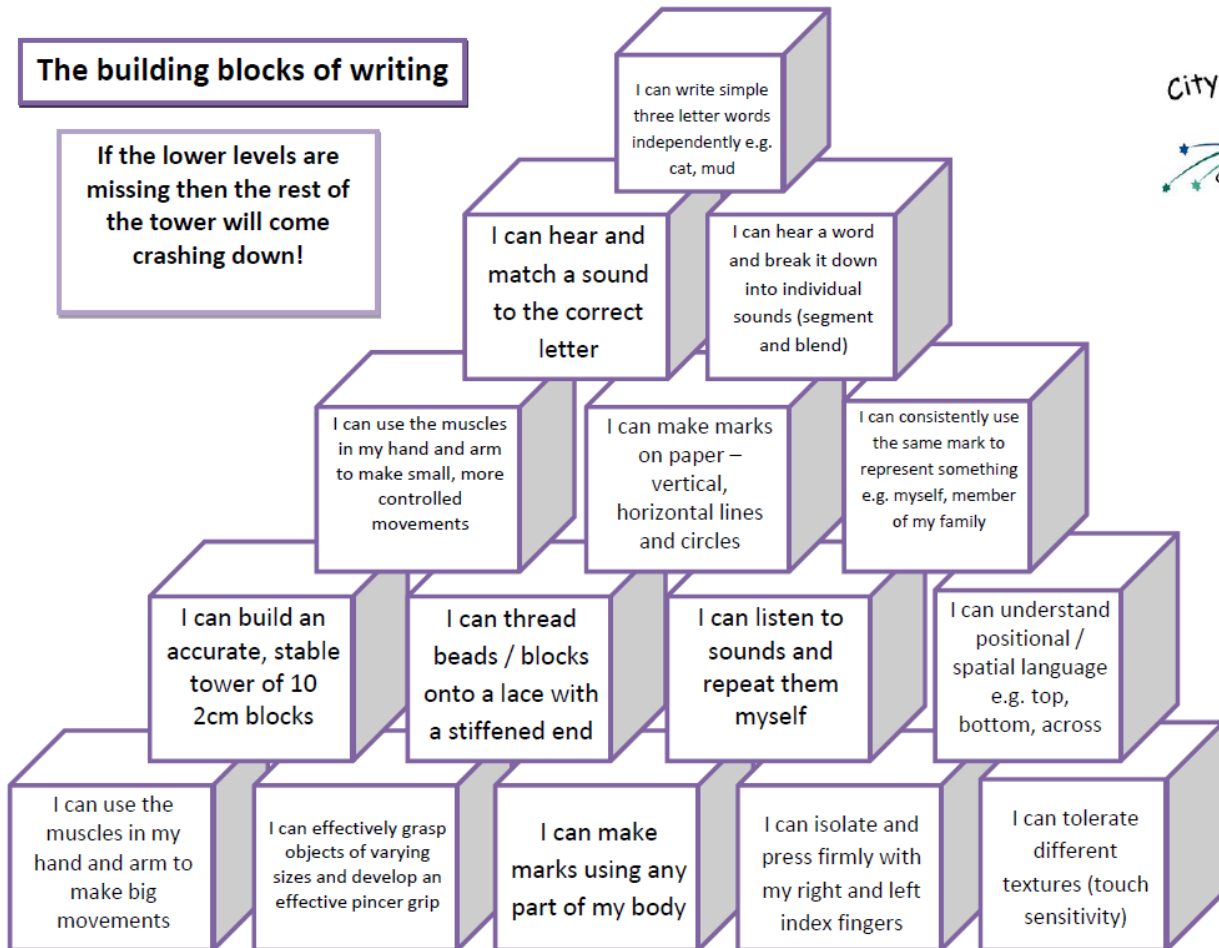 The building blocks of writing
If the lower levels are
missing then the rest of
the tower will come
crashing down!
City
I can write simple
three letter words
independently e.g.
cat, mud
I can hear and
match a sound
to the correct
letter
I can hear a word
and break it down
into individual
sounds (segment
and blend)
I can use the muscles
in my hand and arm
to make small, more
controlled
movements
I can make marks
on paper –
vertical,
horizontal lines
and circles
I can consistently use
the same mark to
represent something
e.g. myself, member
of my family
I can build an
accurate, stable
tower of 10
2cm blocks
I can thread
beads / blocks
onto a lace with
a stiffened end
I can listen to
sounds and
repeat them
myself
I can understand
positional /
spatial language
e.g. top,
bottom, across
I can use the
muscles in my
hand and arm to
make big
movements
I can effectively grasp
objects of varying
sizes and develop an
effective pincer grip
I can make
marks using any
part of my body
I can isolate and
press firmly with
my right and left
index fingers
I can tolerate
different
textures (touch
sensitivity)